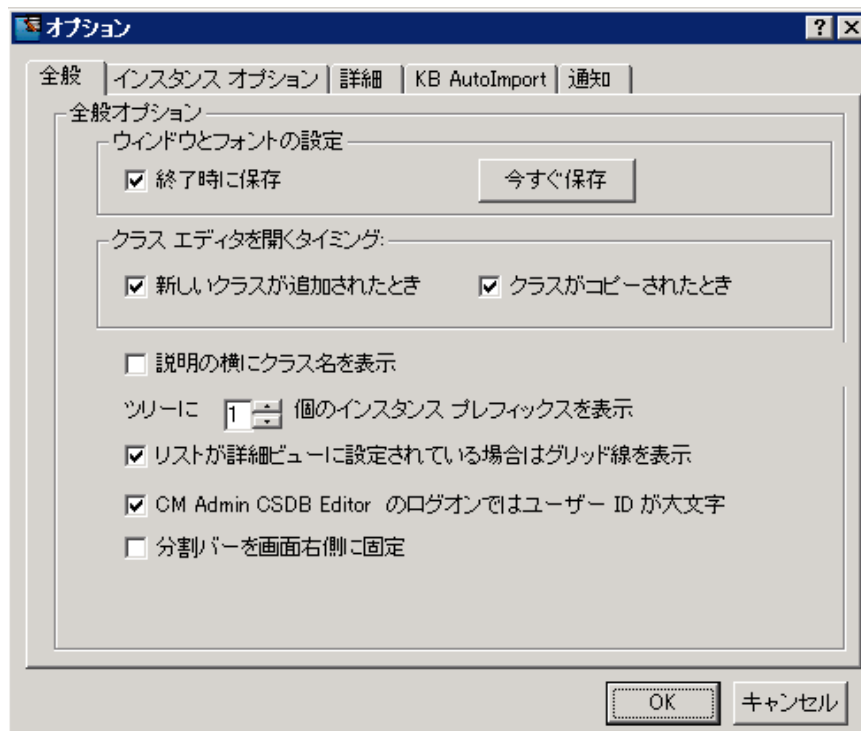 オプション
全般 インスタンス オプション 詳細 KB AutoImport 通知
全般オプション
ウィンドウとフォントの設定
終了時に保存 今すぐ保存
クラス エディタを開くタイミング:
新しいクラスが追加されたとき クラスがコピーされたとき
説明の横にクラス名を表示
ツリーに 1 個のインスタンス プレフィックスを表示
リストが詳細ビューに設定されている場合はグリッド線を表示
CM Admin CSDB Editor のログオンではユーザー ID が大文字
分割バーを画面右側に固定
OK キャンセル